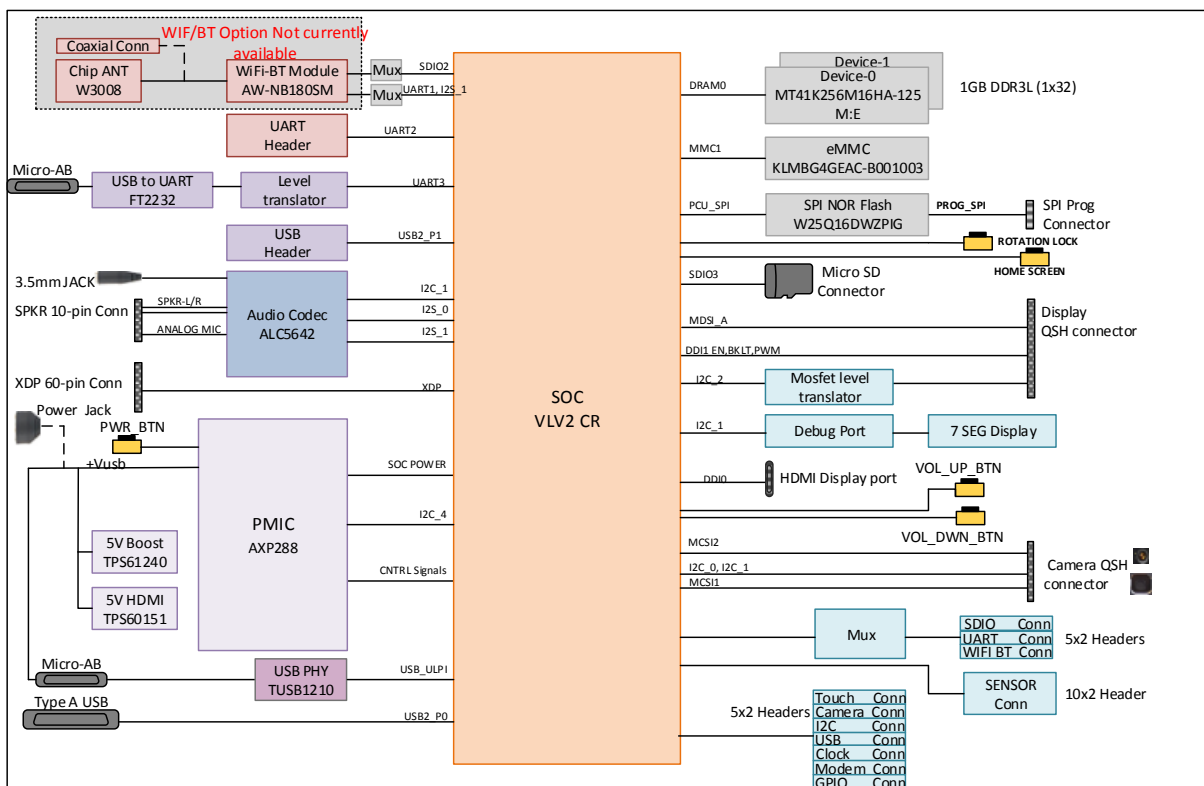 WIF/BT Option Not currently
available
Coaxial Conn
Chip ANT
W3008
WiFi-BT Module
AW-NB180SM
Mux
SDIO2
Mux
UART1, I2S_1
UART
Header
UART2
Micro-AB
USB to UART
FT2232
Level
translator
UART3
USB
Header
USB2_P1
3.5mm JACK
SPKR 10-pin Conn
SPKR-L/R
ANALOG MIC
Audio Codec
ALC5642
I2C_1
I2S_0
I2S_1
XDP 60-pin Conn
XDP
Power Jack
PWR_BTN
+Vusb
PMIC
AXP288
SOC POWER
I2C_4
CNTRL Signals
5V Boost
TPS61240
5V HDMI
TPS60151
Micro-AB
USB PHY
TUSB1210
USB_ULPI
Type A USB
USB2_P0
SOC
VLV2 CR
DRAM0
Device-1
Device-0
MT41K256M16HA-125
M:E
1GB DDR3L (1x32)
MMC1
eMMC
KLMBG4GEAC-B001003
PCU_SPI
SPI NOR Flash
W25Q16DWZPIG
PROG_SPI
SPI Prog
Connector
ROTATION LOCK
HOME SCREEN
SDIO3
Micro SD
Connector
MDSI_A
Display
QSH connector
DDI1 EN,BKLT,PWM
I2C_2
Mosfet level
translator
I2C_1
Debug Port
7 SEG Display
DDI0
HDMI Display port
VOL_UP_BTN
VOL_DWN_BTN
MCSI2
I2C_0, I2C_1
MCSI1
Camera QSH
connector
Mux
SDIO Conn
UART Conn
WIFI BT Conn
5x2 Headers
SENSOR
Conn
10x2 Header
5x2 Headers
Touch Conn
Camera Conn
I2C Conn
USB Conn
Clock Conn
Modem Conn
GPIO Conn